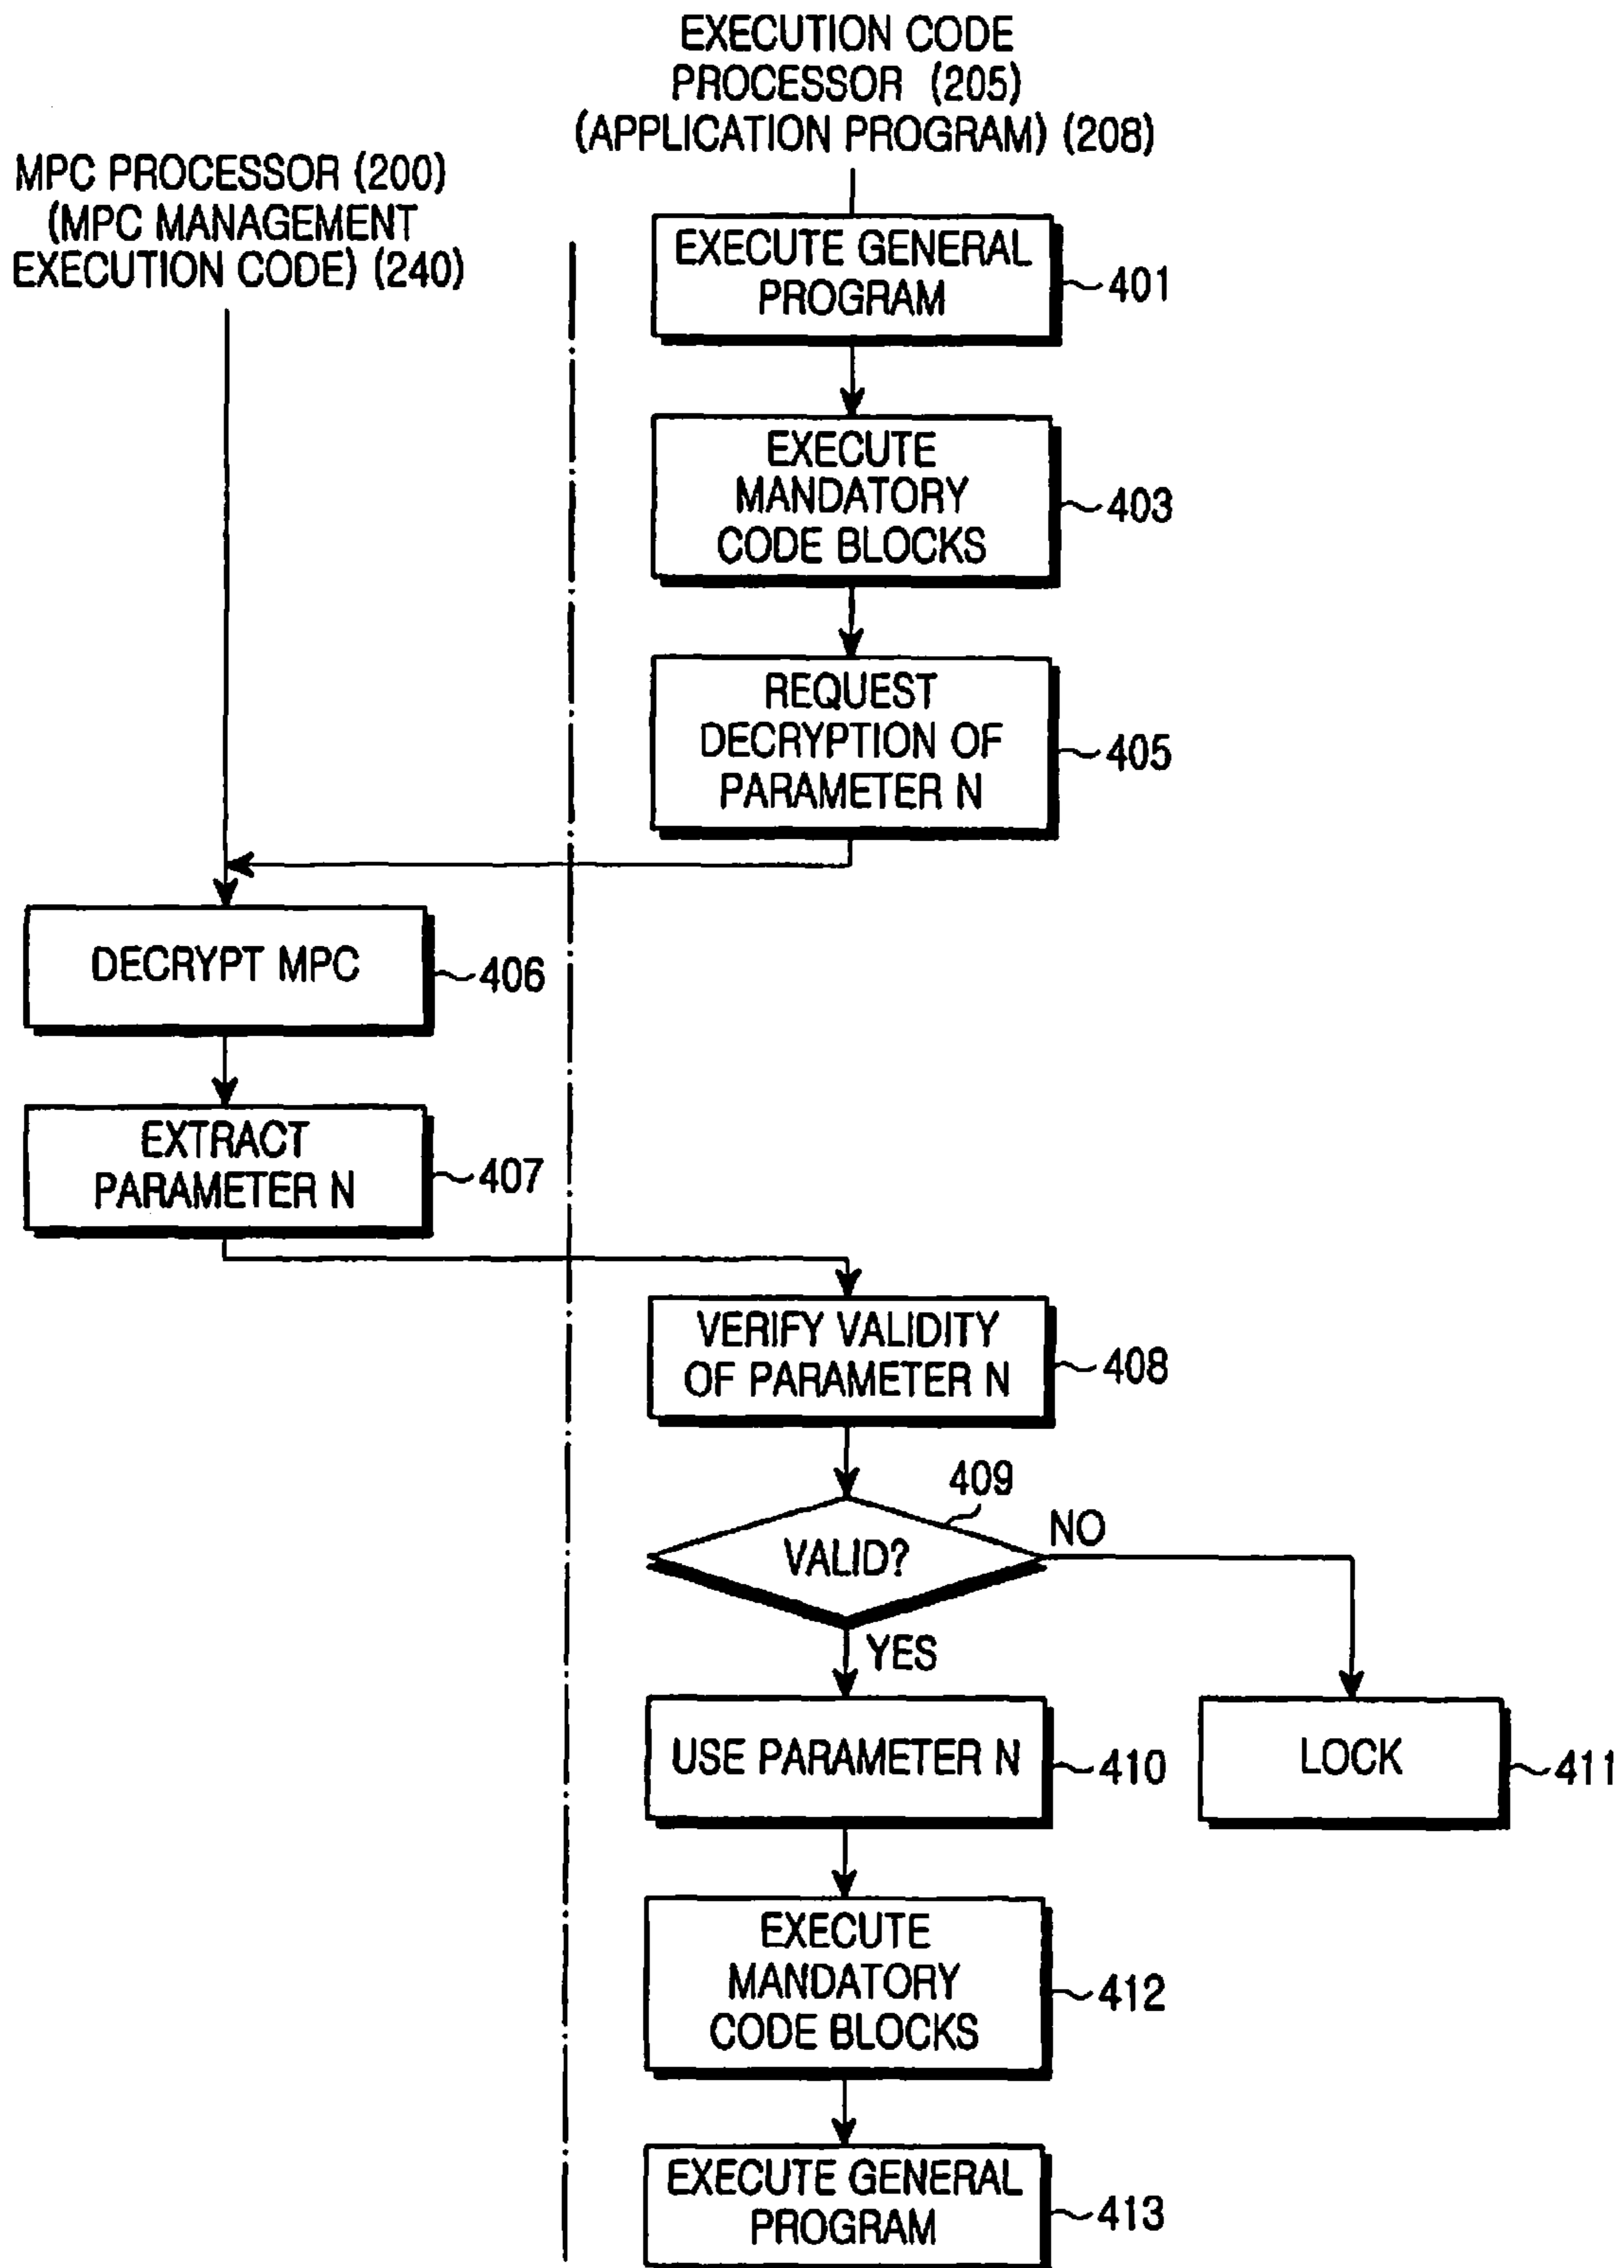 EXECUTION CODE
PROCESSOR (205)
(APPLICATION PROGRAM) (208)
MPC PROCESSOR (200)
(MPC MANAGEMENT
EXECUTION CODE) (240)
EXECUTE GENERAL
PROGRAM
401
EXECUTE
MANDATORY
CODE BLOCKS
403
REQUEST
DECRYPTION OF
PARAMETER N
405
DECRYPT MPC
406
EXTRACT
PARAMETER N
407
VERIFY VALIDITY
OF PARAMETER N
408
409
VALID?
NO
YES
USE PARAMETER N
410
LOCK
411
EXECUTE
MANDATORY
CODE BLOCKS
412
EXECUTE GENERAL
PROGRAM
413